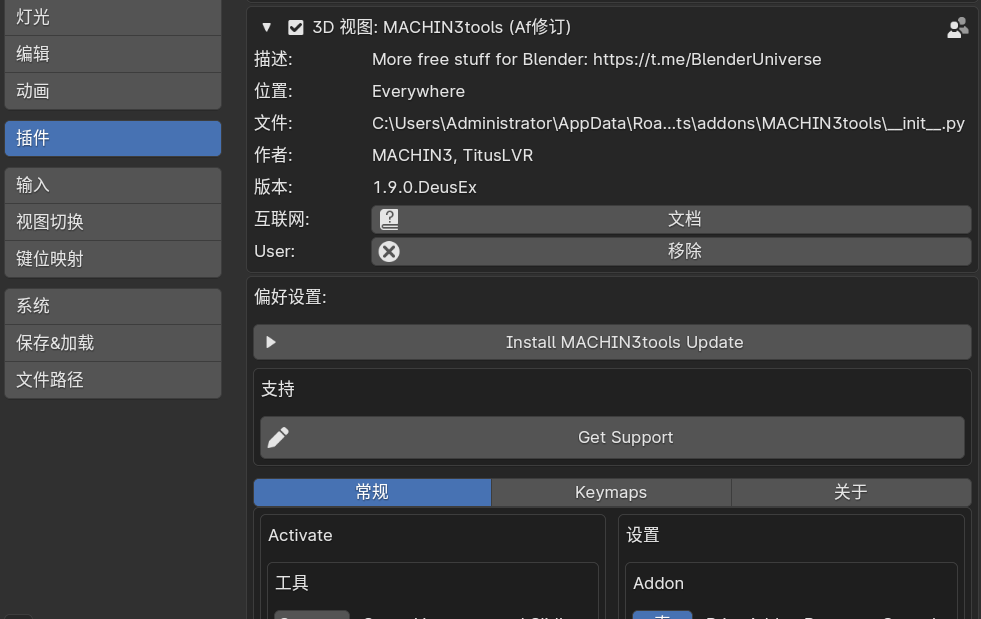 灯光
编辑
动画
插件
输入
视图切换
键位映射
系统
保存&加载
文件路径
3D 视图: MACHIN3tools (Af修订)
描述: More free stuff for Blender: https://t.me/BlenderUniverse
位置: Everywhere
文件: C:\Users\Administrator\AppData\Roa...ts\addons\MACHIN3tools\__init__.py
作者: MACHIN3, TitusLVR
版本: 1.9.0.DeusEx
互联网: 文档
User: 移除
偏好设置:
Install MACHIN3tools Update
支持
Get Support
常规 Keymaps 关于
Activate
工具
设置
Addon